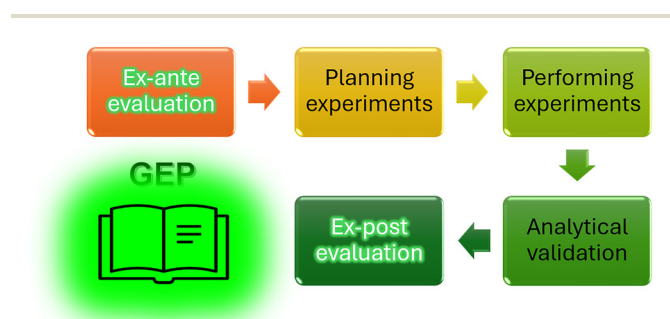 Ex-ante
evaluation
Planning
experiments
Performing
experiments
GEP
Ex-post
evaluation
Analytical
validation